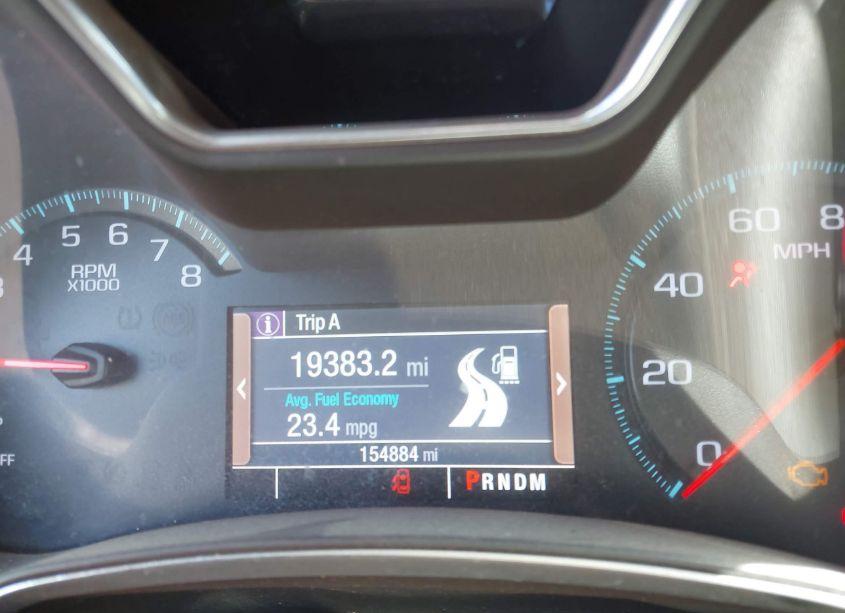 4 5 6 7 8
RPM
X1000
OFF
i Trip A
19383.2 mi
Avg. Fuel Economy
23.4 mpg
154884 mi
PRNDM
0 20 40 60
MPH